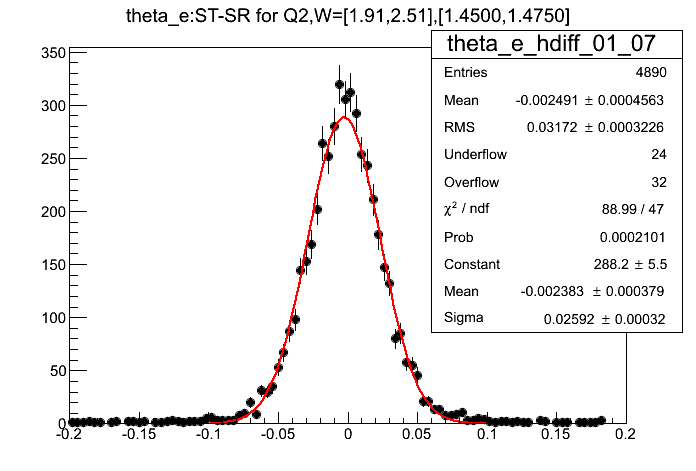 theta_e:ST-SR for Q2,W=[1.91,2.51],[1.4500,1.4750]
theta_e_hdiff_01_07
Entries 4890
Mean -0.002491 ± 0.0004563
RMS 0.03172 ± 0.0003226
Underflow 24
Overflow 32
χ² / ndf 88.99 / 47
Prob 0.0002101
Constant 288.2 ± 5.5
Mean -0.002383 ± 0.000379
Sigma 0.02592 ± 0.00032
350
300
250
200
150
100
50
0
-0.2 -0.15 -0.1 -0.05 0 0.05 0.1 0.15 0.2